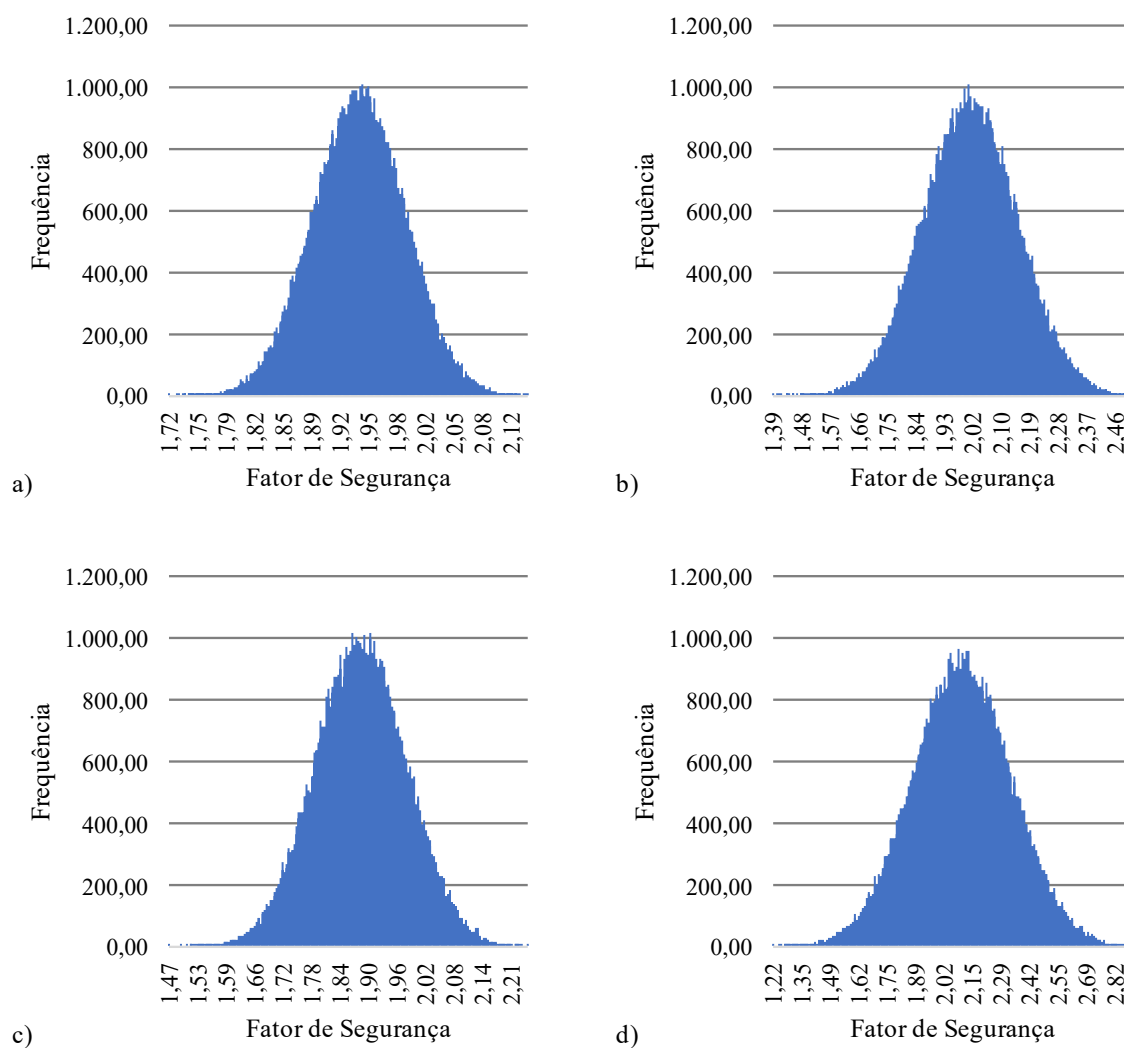 1.200,00
1.000,00
800,00
600,00
400,00
200,00
0,00
Frequência
1,72 1,75 1,79 1,82 1,85 1,89 1,92 1,95 1,98 2,02 2,05 2,08 2,12
Fator de Segurança
a)
1.200,00
1.000,00
800,00
600,00
400,00
200,00
0,00
Frequência
1,39 1,48 1,57 1,66 1,75 1,84 1,93 2,02 2,10 2,19 2,28 2,37 2,46
Fator de Segurança
b)
1.200,00
1.000,00
800,00
600,00
400,00
200,00
0,00
Frequência
1,47 1,53 1,59 1,66 1,72 1,78 1,84 1,90 1,96 2,02 2,08 2,14 2,21
Fator de Segurança
c)
1.200,00
1.000,00
800,00
600,00
400,00
200,00
0,00
Frequência
1,22 1,35 1,49 1,62 1,75 1,89 2,02 2,15 2,29 2,42 2,55 2,69 2,82
Fator de Segurança
d)